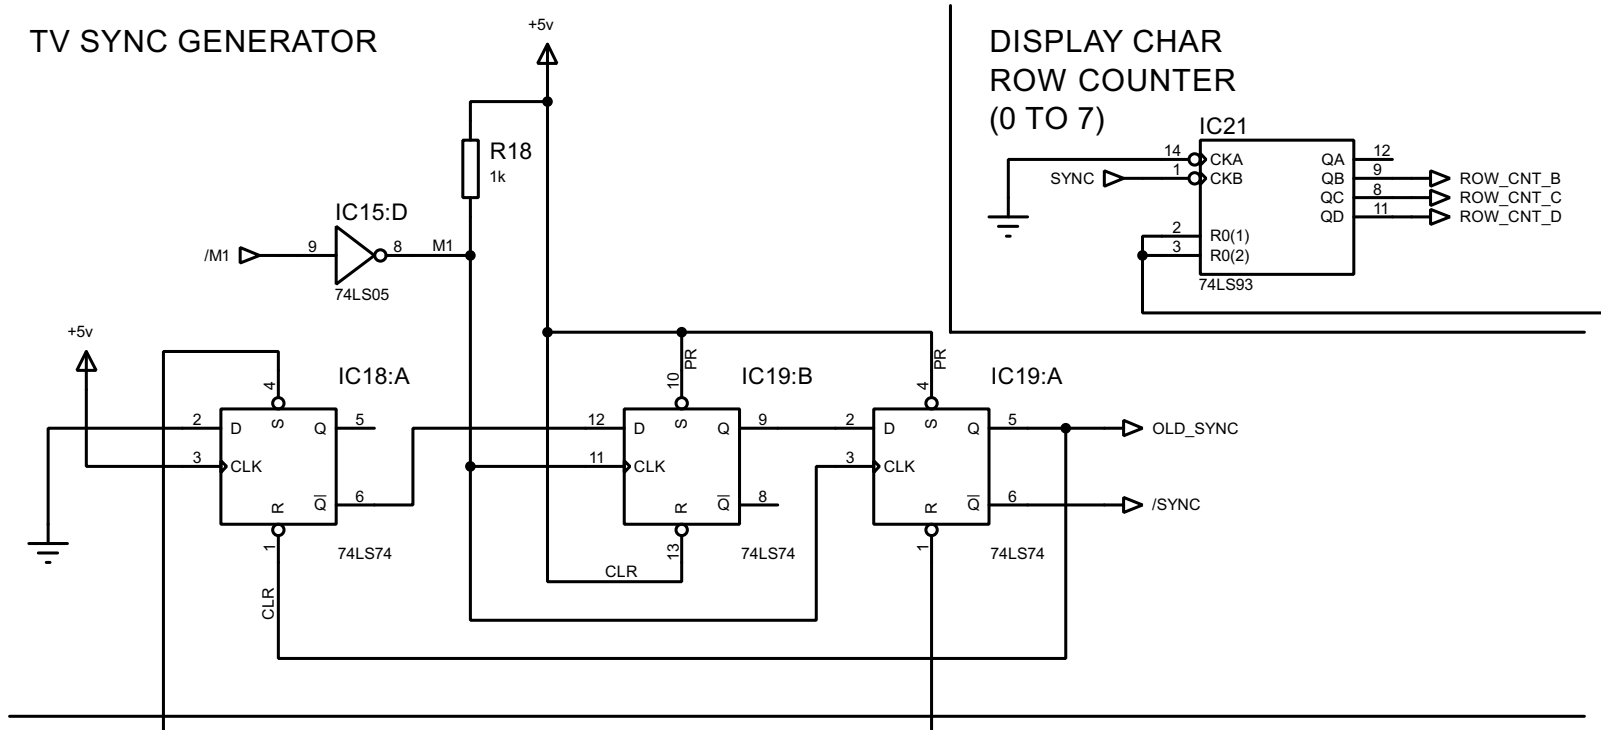 TV SYNC GENERATOR
+5v
DISPLAY CHAR
ROW COUNTER
(0 TO 7)
IC21
14 CKA QA 12
SYNC 1 CKB QB 9 ROW_CNT_B
QC 8 ROW_CNT_C
QD 11 ROW_CNT_D
2 R0(1)
3 R0(2)
74LS93
R18
1k
IC15:D
/M1 9 8 M1
74LS05
+5v
IC18:A
4
2 D S Q 5
3 CLK
R Q 6
1
74LS74
CLR
IC19:B
10 PR
12 D S Q 9
11 CLK
R Q 8
13
74LS74
CLR
IC19:A
4 PR
2 D S Q 5 OLD_SYNC
3 CLK
R Q 6 /SYNC
1
74LS74